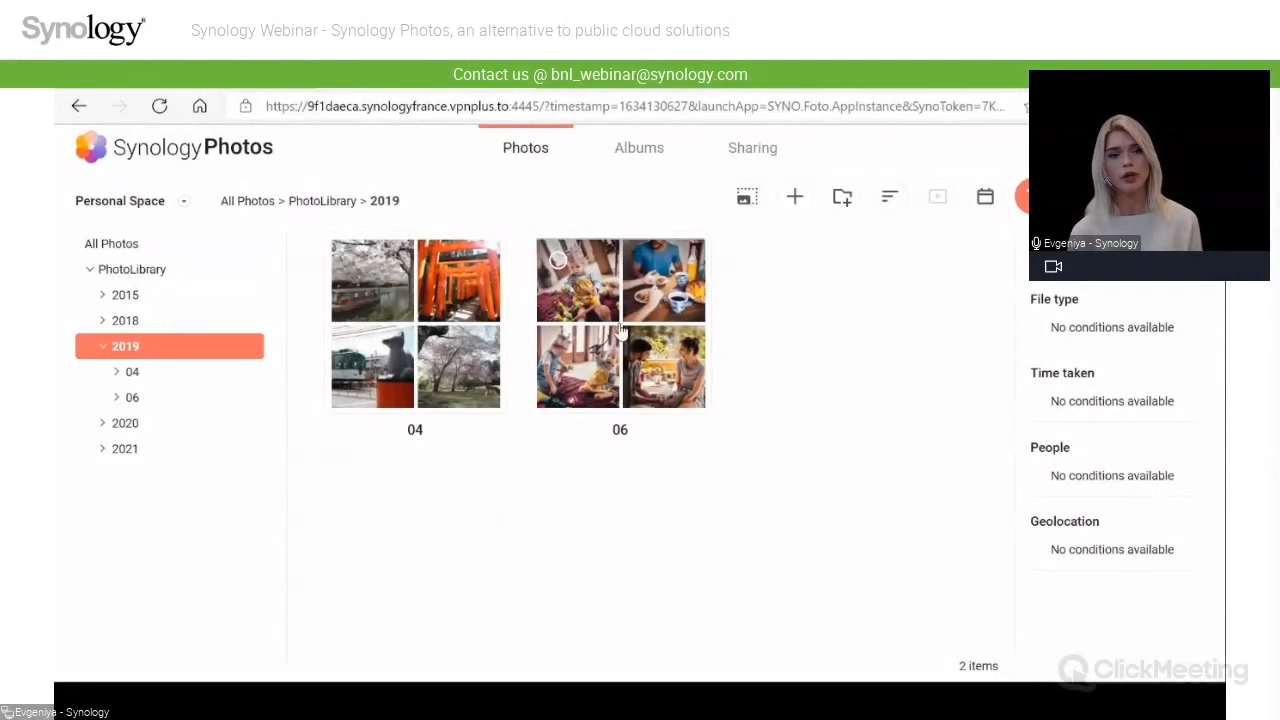 Synology
Synology Webinar - Synology Photos, an alternative to public cloud solutions
Contact us @ bnl_webinar@synology.com
https://9f1daeca.synologyfrance.vpnplus.to:4445/?timestamp=1634130627&launchApp=SYNO.Foto.AppInstance&SynoToken=7K...
Synology Photos
Photos
Albums
Sharing
Personal Space
All Photos > PhotoLibrary > 2019
All Photos
PhotoLibrary
2015
2018
2019
04
06
2020
2021
04
06
Evgeniya - Synology
File type
No conditions available
Time taken
No conditions available
People
No conditions available
Geolocation
No conditions available
2 items
ClickMeeting
Evgeniya - Synology